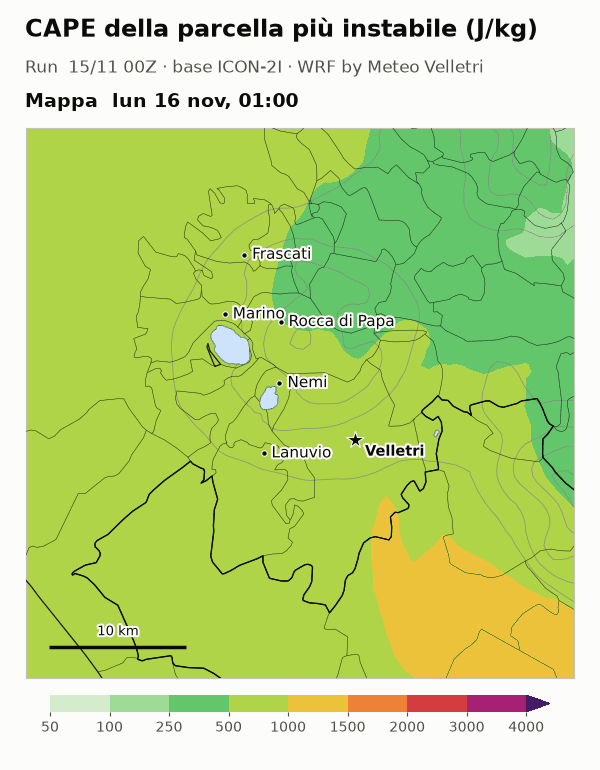 CAPE della parcella più instabile (J/kg)
Run  15/11 00Z · base ICON-2I · WRF by Meteo Velletri
Mappa  lun 16 nov, 01:00
Frascati
Marino
Rocca di Papa
Nemi
Velletri
Lanuvio
10 km
50 100 250 500 1000 1500 2000 3000 4000